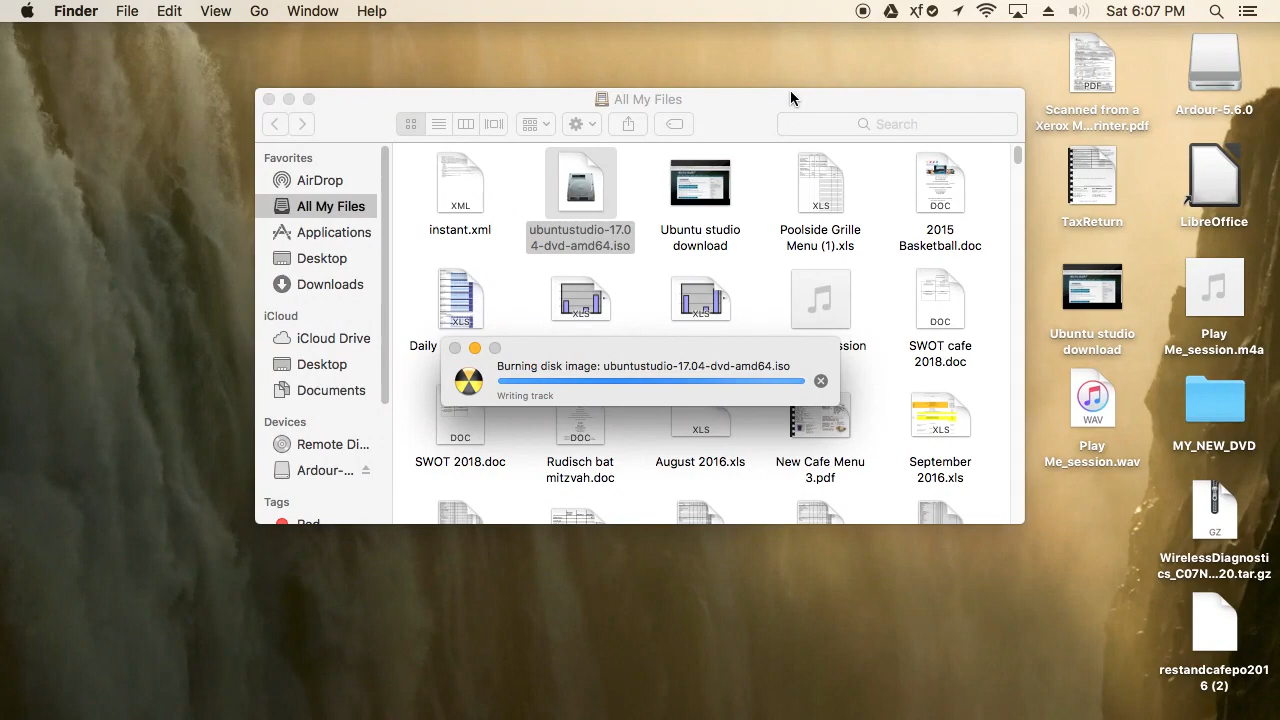 Finder File Edit View Go Window Help
Sat 6:07 PM
All My Files
Search
Favorites
AirDrop
All My Files
Applications
Desktop
Downloads
iCloud
iCloud Drive
Desktop
Documents
Devices
Remote Di...
Ardour-...
Tags
XML
instant.xml
ubuntustudio-17.0
4-dvd-amd64.iso
Ubuntu studio
download
XLS
Poolside Grille
Menu (1).xls
DOC
2015
Basketball.doc
XLS
Daily
XLS
XLS
DOC
SWOT cafe
2018.doc
Burning disk image: ubuntustudio-17.04-dvd-amd64.iso
Writing track
DOC
SWOT 2018.doc
DOC
Rudisch bat
mitzvah.doc
XLS
August 2016.xls
New Cafe Menu
3.pdf
XLS
September
2016.xls
PDF
Scanned from a
Xerox M...rinter.pdf
Ardour-5.6.0
TaxReturn
LibreOffice
Ubuntu studio
download
Play
Me_session.m4a
WAV
Play
Me_session.wav
MY_NEW_DVD
GZ
WirelessDiagnosti
cs_C07N...20.tar.gz
restandcafepo201
6 (2)